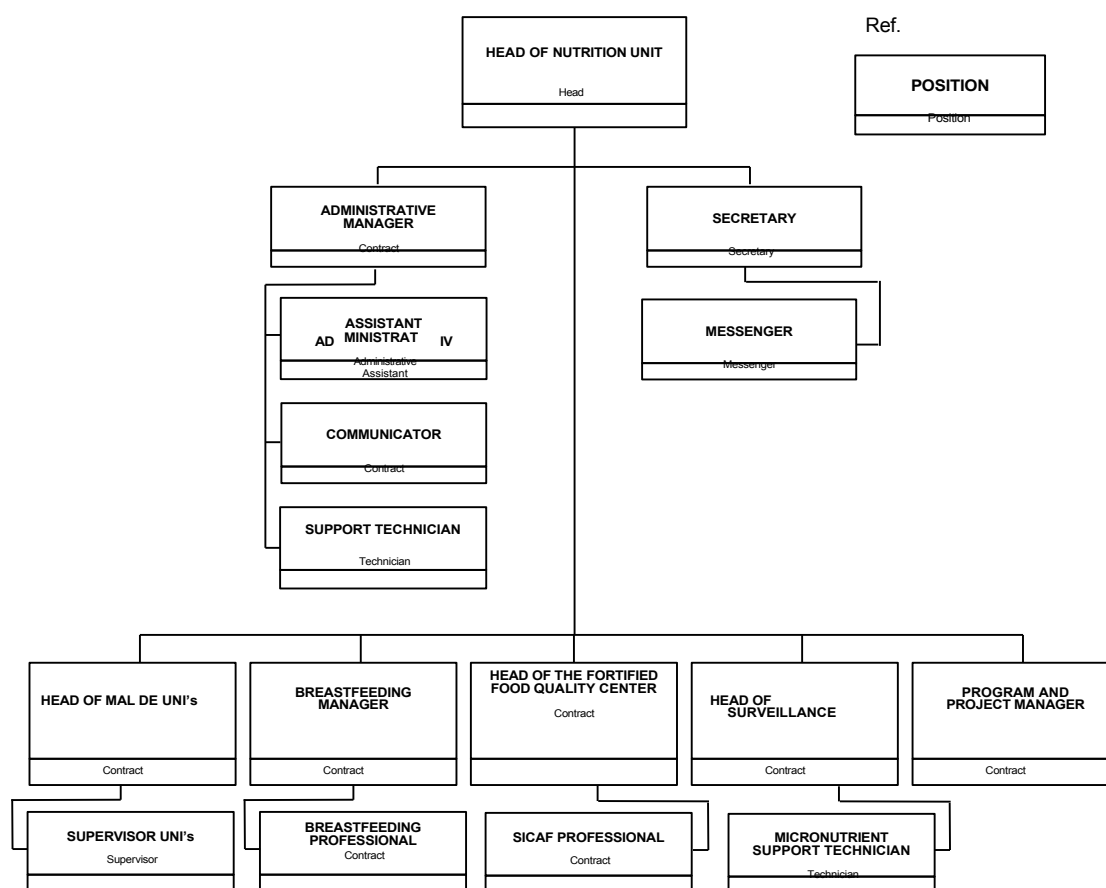 Ref.
HEAD OF NUTRITION UNIT
Head
POSITION
Position
ADMINISTRATIVE
MANAGER
Contract
SECRETARY
Secretary
ASSISTANT
AD MINISTRAT IV
Administrative
Assistant
MESSENGER
Messenger
COMMUNICATOR
Contract
SUPPORT TECHNICIAN
Technician
HEAD OF MAL DE UNI's
Contract
BREASTFEEDING
MANAGER
Contract
HEAD OF THE FORTIFIED
FOOD QUALITY CENTER
Contract
HEAD OF
SURVEILLANCE
Contract
PROGRAM AND
PROJECT MANAGER
Contract
SUPERVISOR UNI's
Supervisor
BREASTFEEDING
PROFESSIONAL
Contract
SICAF PROFESSIONAL
Contract
MICRONUTRIENT
SUPPORT TECHNICIAN
Technician